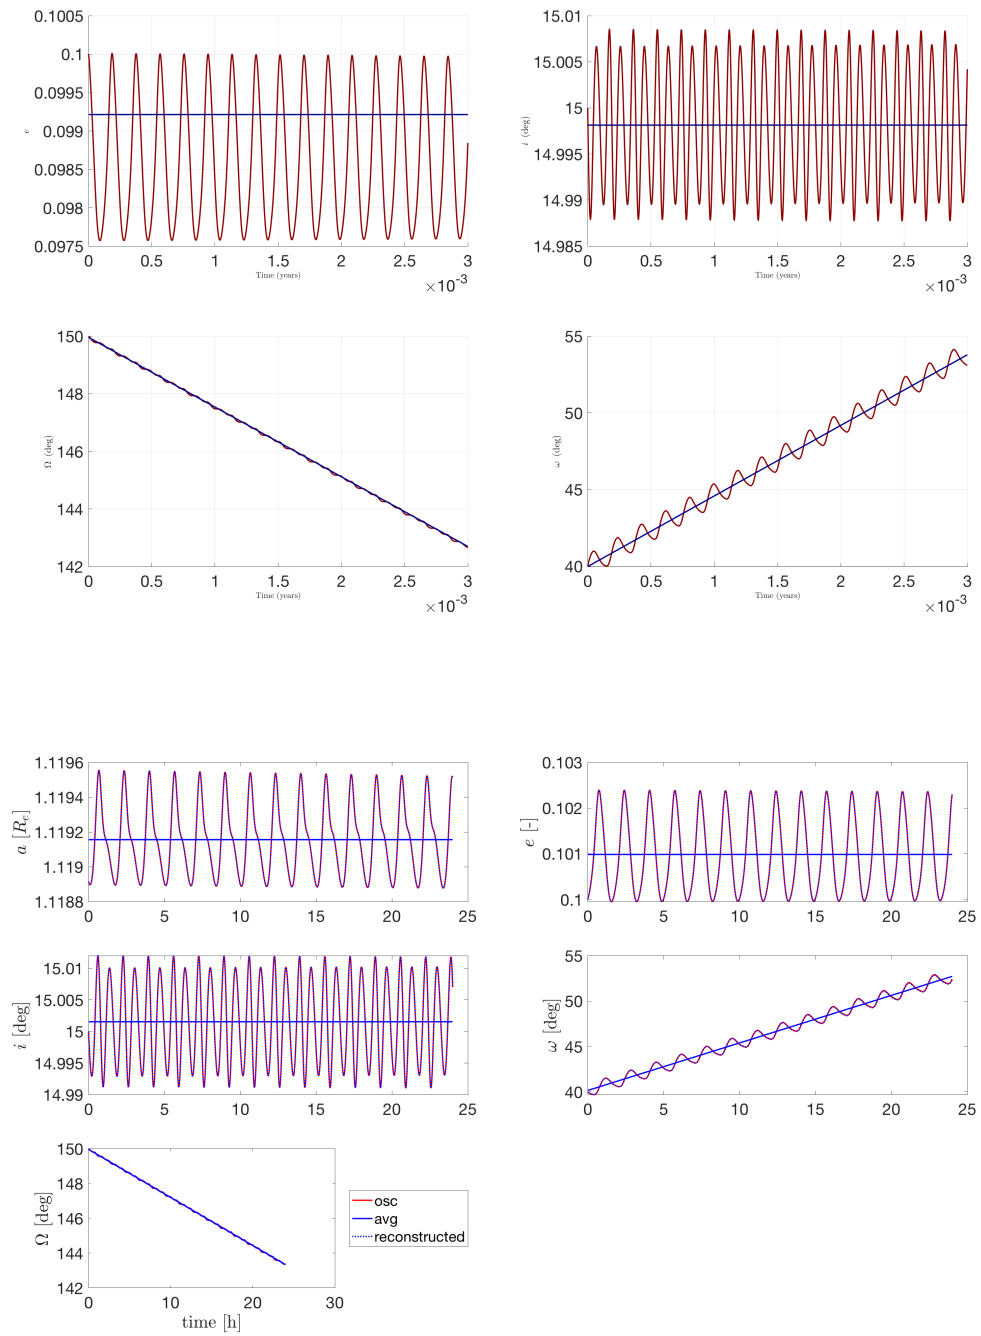 0.1005
0.1
0.0995
0.099
0.0985
0.098
0.0975
e
0 0.5 1 1.5 2 2.5 3
Time (years)
×10-3
15.01
15.005
15
14.995
14.99
14.985
i (deg)
0 0.5 1 1.5 2 2.5 3
Time (years)
×10-3
150
148
146
144
142
Ω (deg)
0 0.5 1 1.5 2 2.5 3
Time (years)
×10-3
55
50
45
40
ω (deg)
0 0.5 1 1.5 2 2.5 3
Time (years)
×10-3
1.1196
1.1194
1.1192
1.119
1.1188
a [Re]
0 5 10 15 20 25
0.103
0.102
0.101
0.1
e [-]
0 5 10 15 20 25
15.01
15.005
15
14.995
14.99
i [deg]
0 5 10 15 20 25
55
50
45
40
ω [deg]
0 5 10 15 20 25
150
148
146
144
142
Ω [deg]
0 10 20 30
time [h]
osc
avg
reconstructed